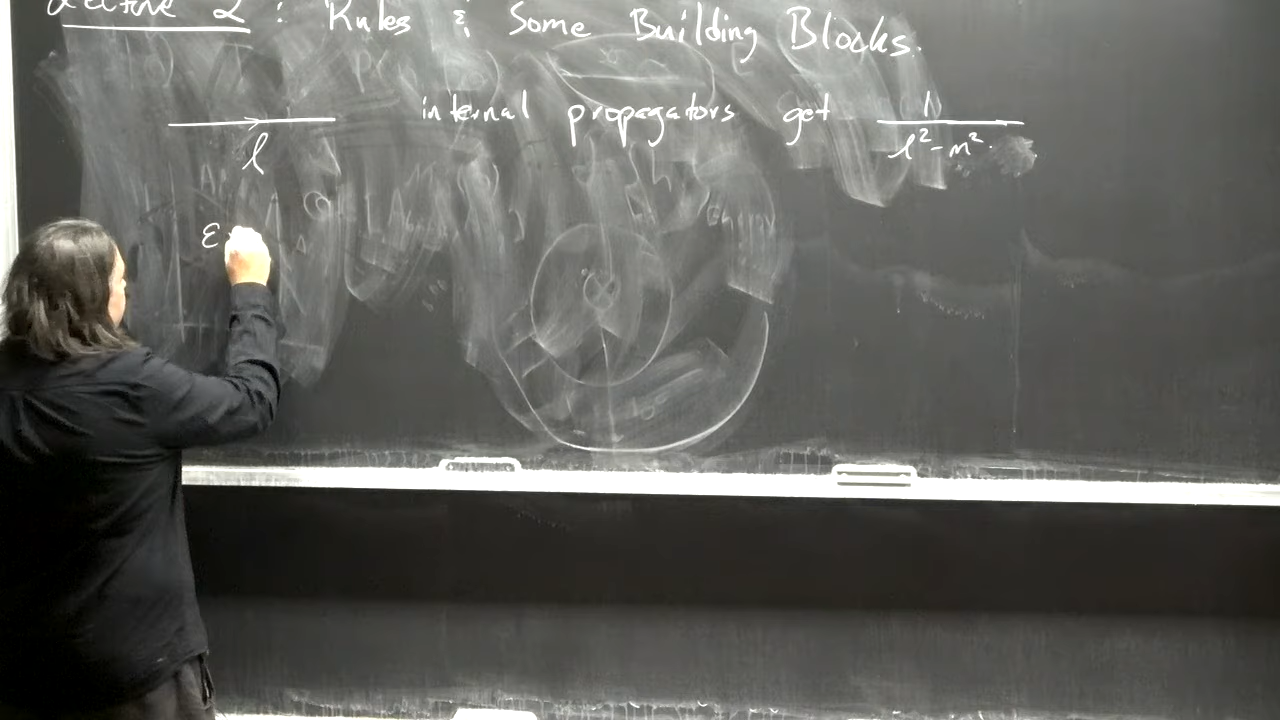 Lecture 2 : Rules & Some Building Blocks.
internal propagators get 1/(ℓ²-m²)
ℓ
ε